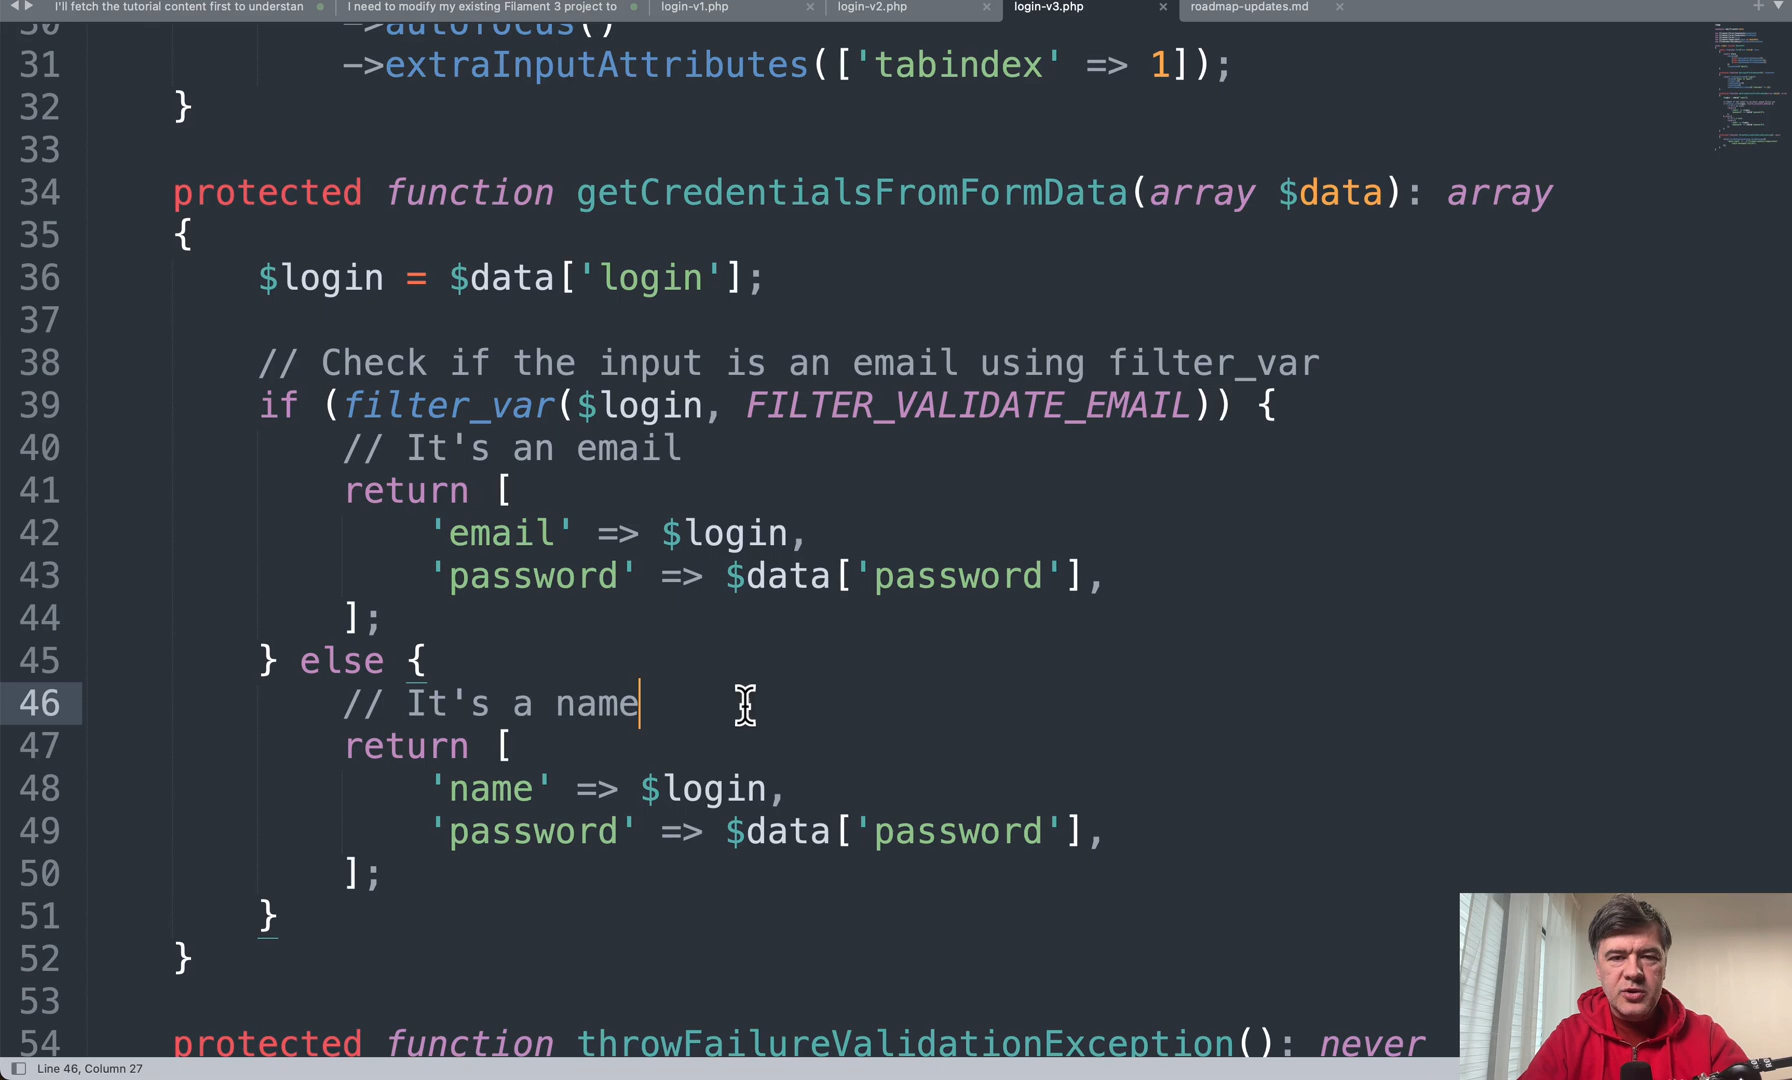 I'll fetch the tutorial content first to understan
I need to modify my existing Filament 3 project to
login-v1.php
login-v2.php
login-v3.php
roadmap-updates.md
30 ->autofocus()
31 ->extraInputAttributes(['tabindex' => 1]);
32 }
33
34 protected function getCredentialsFromFormData(array $data): array
35 {
36 $login = $data['login'];
37
38 // Check if the input is an email using filter_var
39 if (filter_var($login, FILTER_VALIDATE_EMAIL)) {
40 // It's an email
41 return [
42 'email' => $login,
43 'password' => $data['password'],
44 ];
45 } else {
46 // It's a name
47 return [
48 'name' => $login,
49 'password' => $data['password'],
50 ];
51 }
52 }
53
54 protected function throwFailureValidationException(): never
Line 46, Column 27